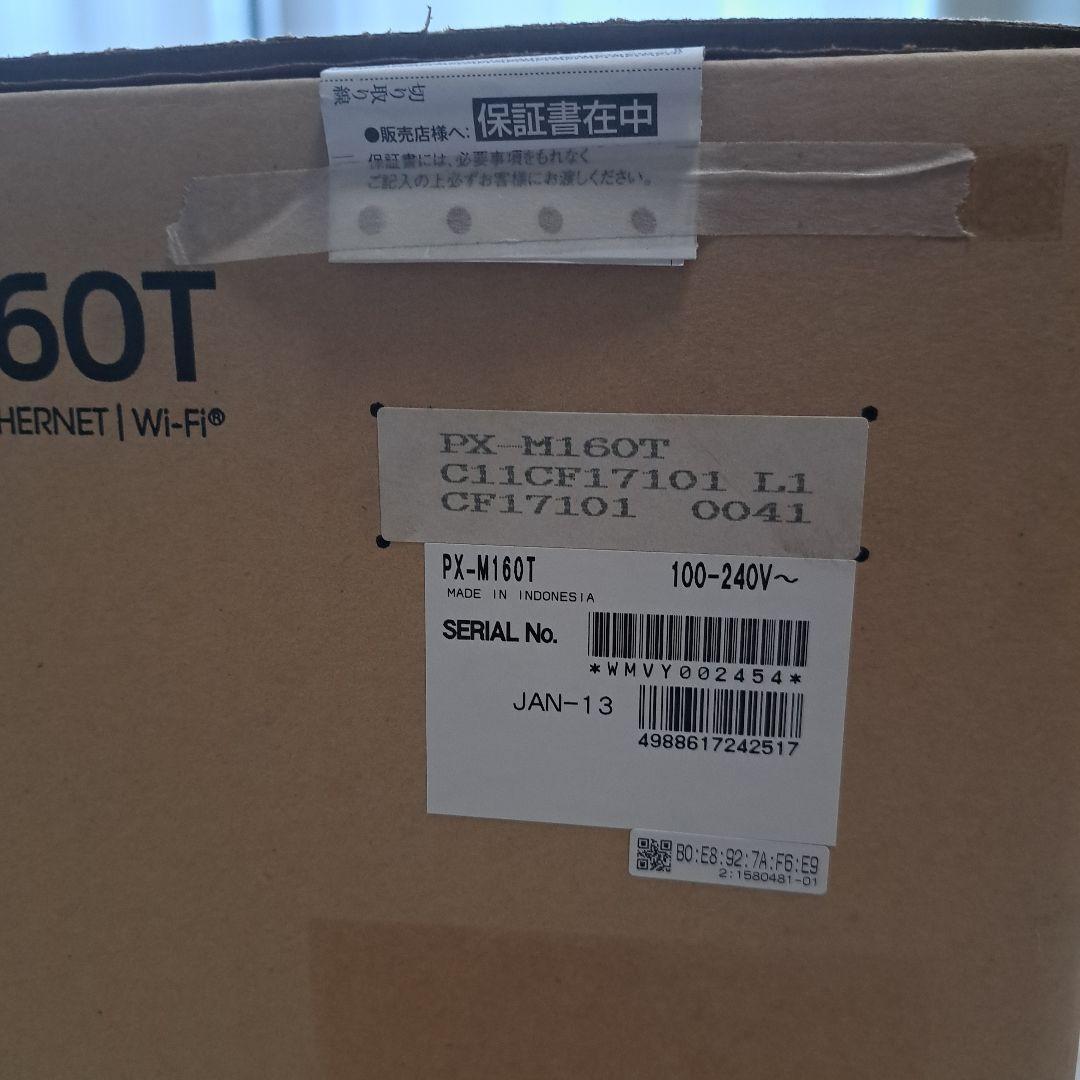 切り取り線
●販売店様へ: 保証書在中
保証書には、必要事項をもれなく
ご記入の上必ずお客様にお渡しください。
60T
HERNET | Wi-Fi®
PX-M160T
C11CF17101 L1
CF17101 0041
PX-M160T 100-240V～
MADE IN INDONESIA
SERIAL No.
*WMVY002454*
JAN-13
4988617242517
B0:E8:92:7A:F6:E9
2:1580481-01